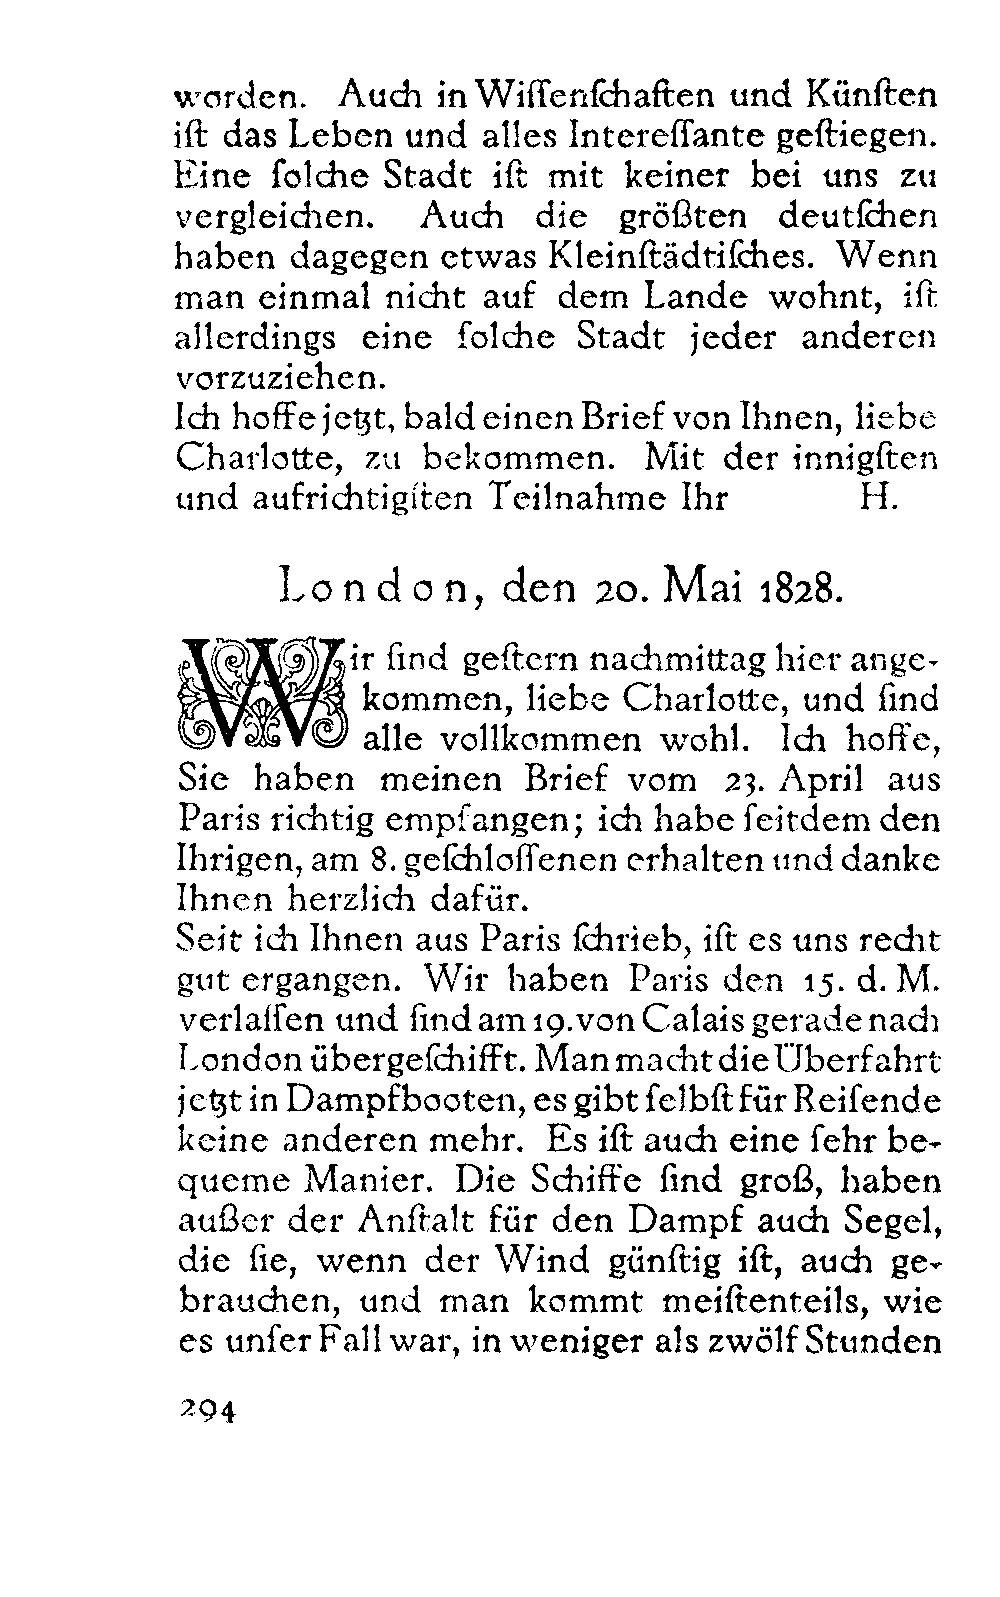 worden. Auch in Wiſſenſchaften und Künſten
iſt das Leben und alles Intereſſante geſtiegen.
Eine ſolche Stadt iſt mit keiner bei uns zu
vergleichen. Auch die größten deutſchen
haben dagegen etwas Kleinſtädtiſches. Wenn
man einmal nicht auf dem Lande wohnt, iſt
allerdings eine ſolche Stadt jeder anderen
vorzuziehen.
Ich hoffe jetzt, bald einen Brief von Ihnen, liebe
Charlotte, zu bekommen. Mit der innigſten
und aufrichtigſten Teilnahme Ihr H.
London, den 20. Mai 1828.
Wir ſind geſtern nachmittag hier ange-
kommen, liebe Charlotte, und ſind
alle vollkommen wohl. Ich hoffe,
Sie haben meinen Brief vom 23. April aus
Paris richtig empfangen; ich habe ſeitdem den
Ihrigen, am 8. geſchloſſenen erhalten und danke
Ihnen herzlich dafür.
Seit ich Ihnen aus Paris ſchrieb, iſt es uns recht
gut ergangen. Wir haben Paris den 15. d. M.
verlaſſen und ſind am 19. von Calais gerade nach
London übergeſchifft. Man macht die Überfahrt
jetzt in Dampfbooten, es gibt ſelbſt für Reiſende
keine anderen mehr. Es iſt auch eine ſehr be-
queme Manier. Die Schiffe ſind groß, haben
außer der Anſtalt für den Dampf auch Segel,
die ſie, wenn der Wind günſtig iſt, auch ge-
brauchen, und man kommt meiſtenteils, wie
es unſer Fall war, in weniger als zwölf Stunden
294